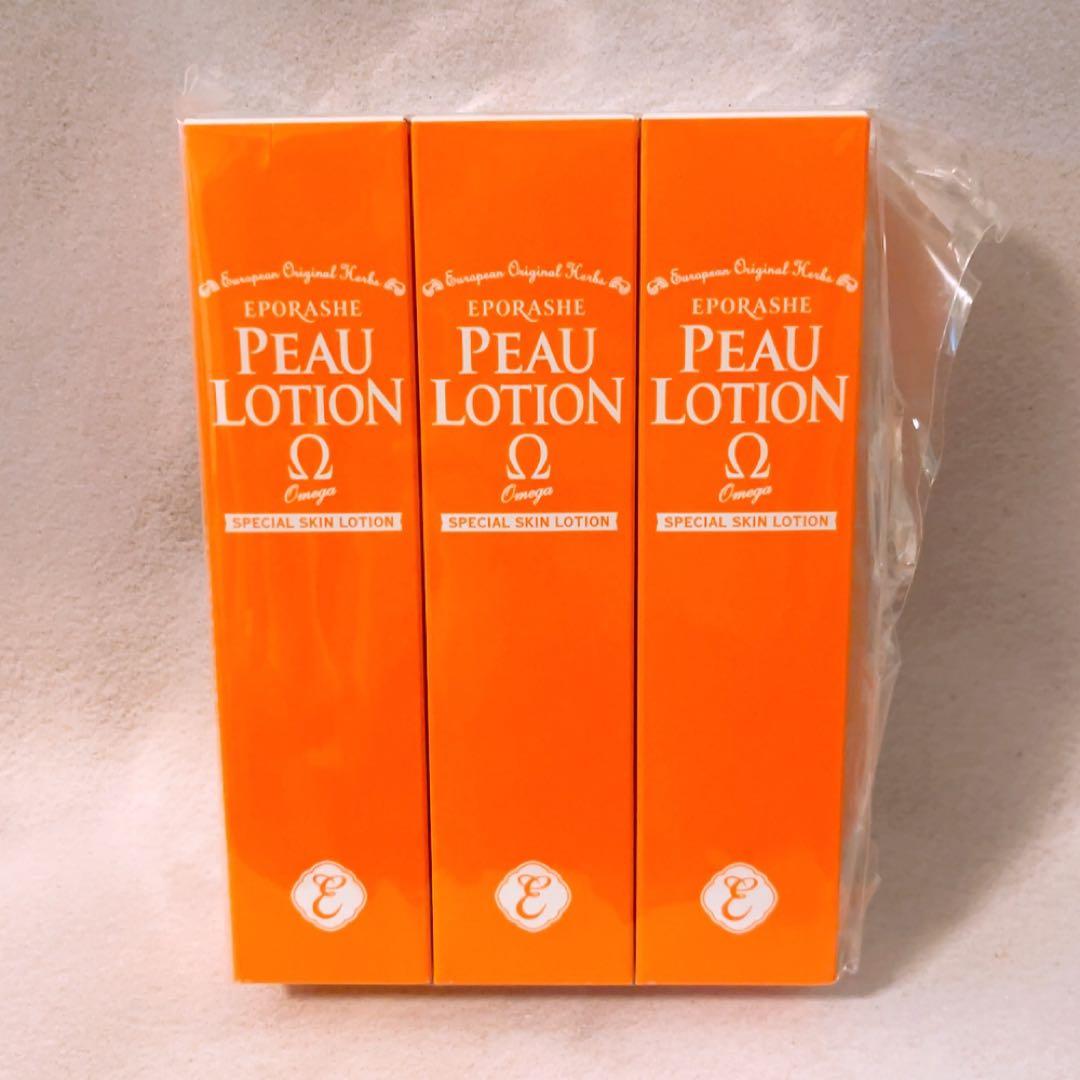 European Original Herbs
EPORASHE
PEAU
LOTION
Ω
Omega
SPECIAL SKIN LOTION
E
European Original Herbs
EPORASHE
PEAU
LOTION
Ω
Omega
SPECIAL SKIN LOTION
E
European Original Herbs
EPORASHE
PEAU
LOTION
Ω
Omega
SPECIAL SKIN LOTION
E